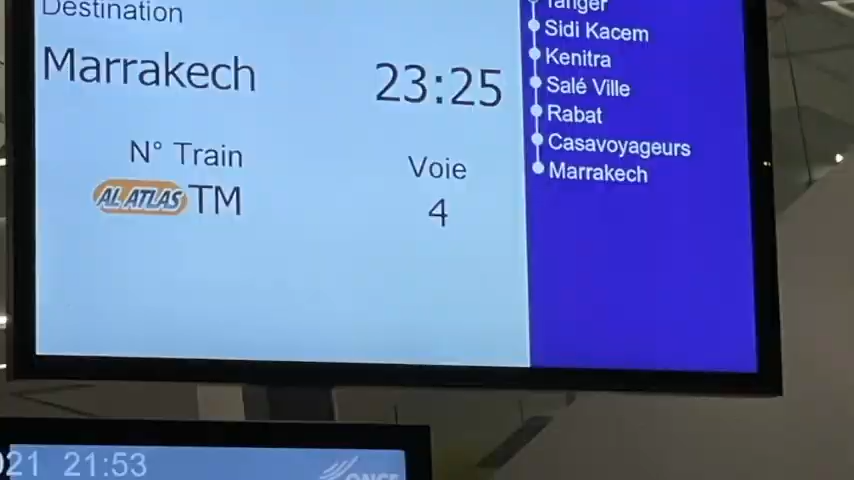 Destination
Marrakech 23:25
N° Train
Voie
AL ATLAS TM
4
Tanger
Sidi Kacem
Kenitra
Salé Ville
Rabat
Casavoyageurs
Marrakech
21:53
ONCF